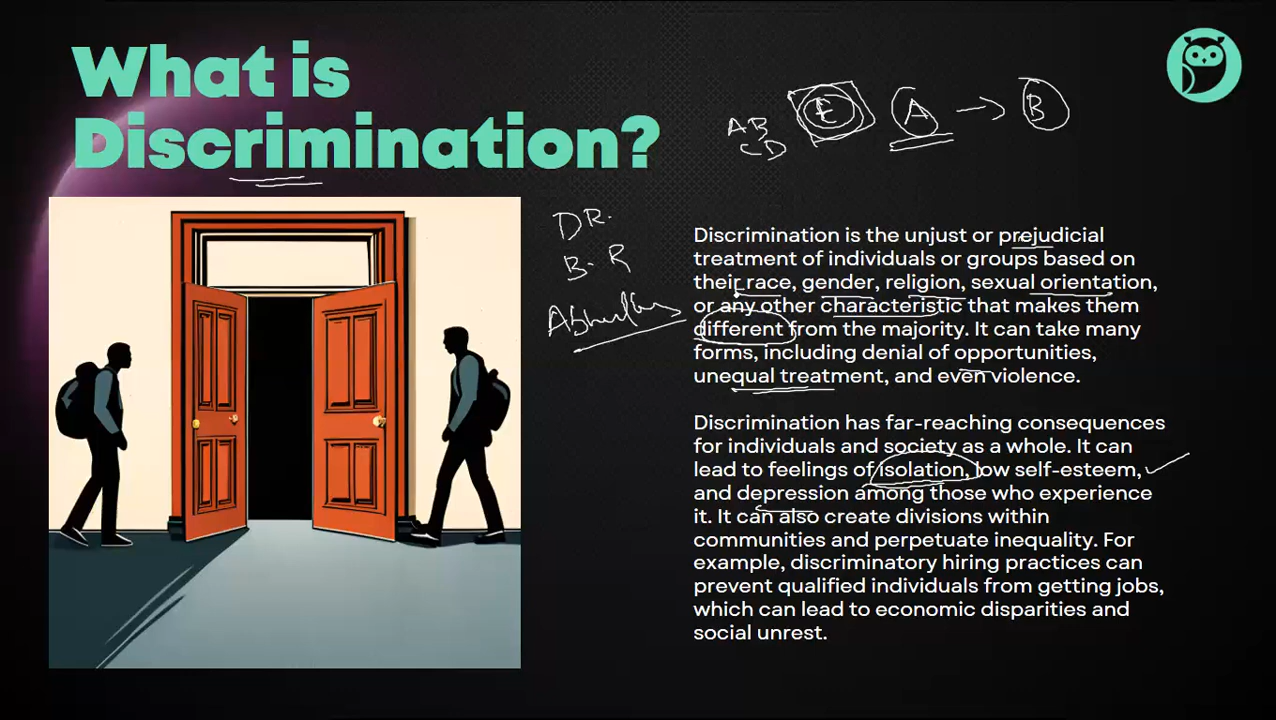 What is
Discrimination?
E A → B
AB
CD
DR.
B. R
Discrimination is the unjust or prejudicial
treatment of individuals or groups based on
their race, gender, religion, sexual orientation,
or any other characteristic that makes them
different from the majority. It can take many
forms, including denial of opportunities,
unequal treatment, and even violence.
Discrimination has far-reaching consequences
for individuals and society as a whole. It can
lead to feelings of isolation, low self-esteem,
and depression among those who experience
it. It can also create divisions within
communities and perpetuate inequality. For
example, discriminatory hiring practices can
prevent qualified individuals from getting jobs,
which can lead to economic disparities and
social unrest.